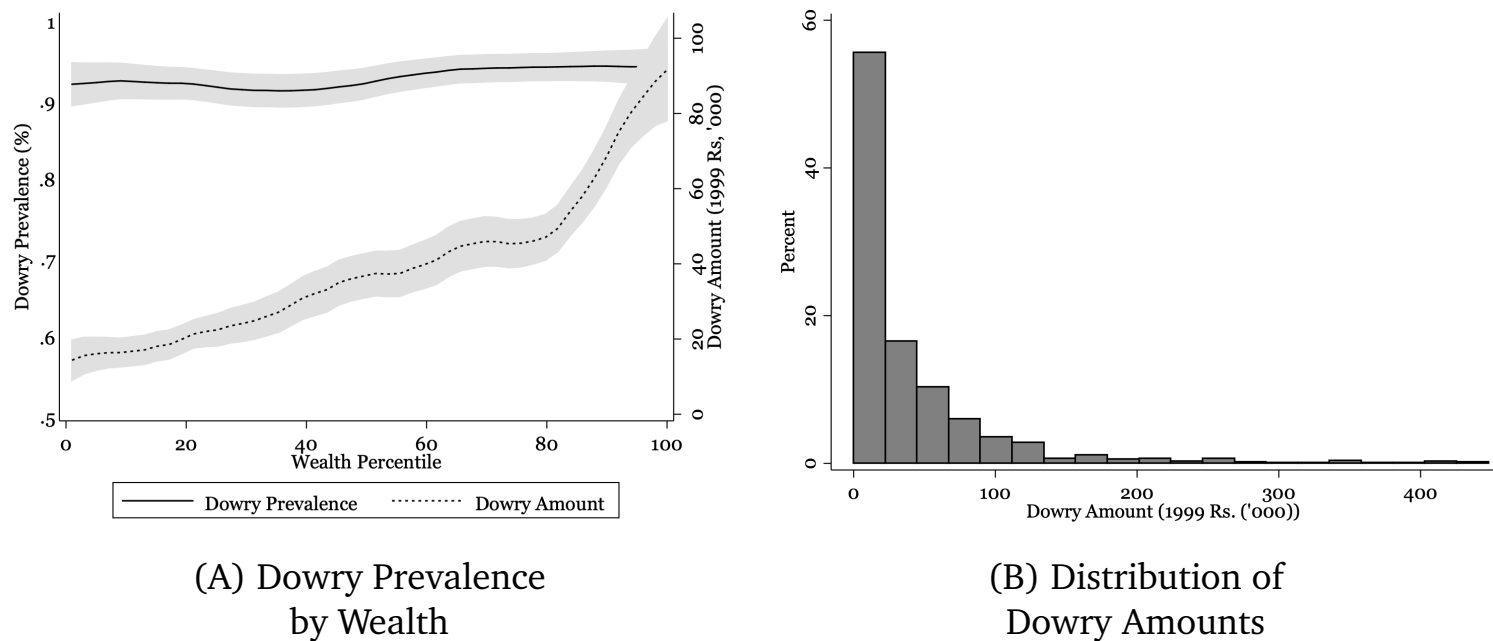 1
.9
.8
.7
.6
.5
Dowry Prevalence (%)
100
80
60
40
20
0
Dowry Amount (1999 Rs, '000)
0 20 40 60 80 100
Wealth Percentile
Dowry Prevalence Dowry Amount
(A) Dowry Prevalence
by Wealth
60
40
20
0
Percent
0 100 200 300 400
Dowry Amount (1999 Rs. ('000))
(B) Distribution of
Dowry Amounts